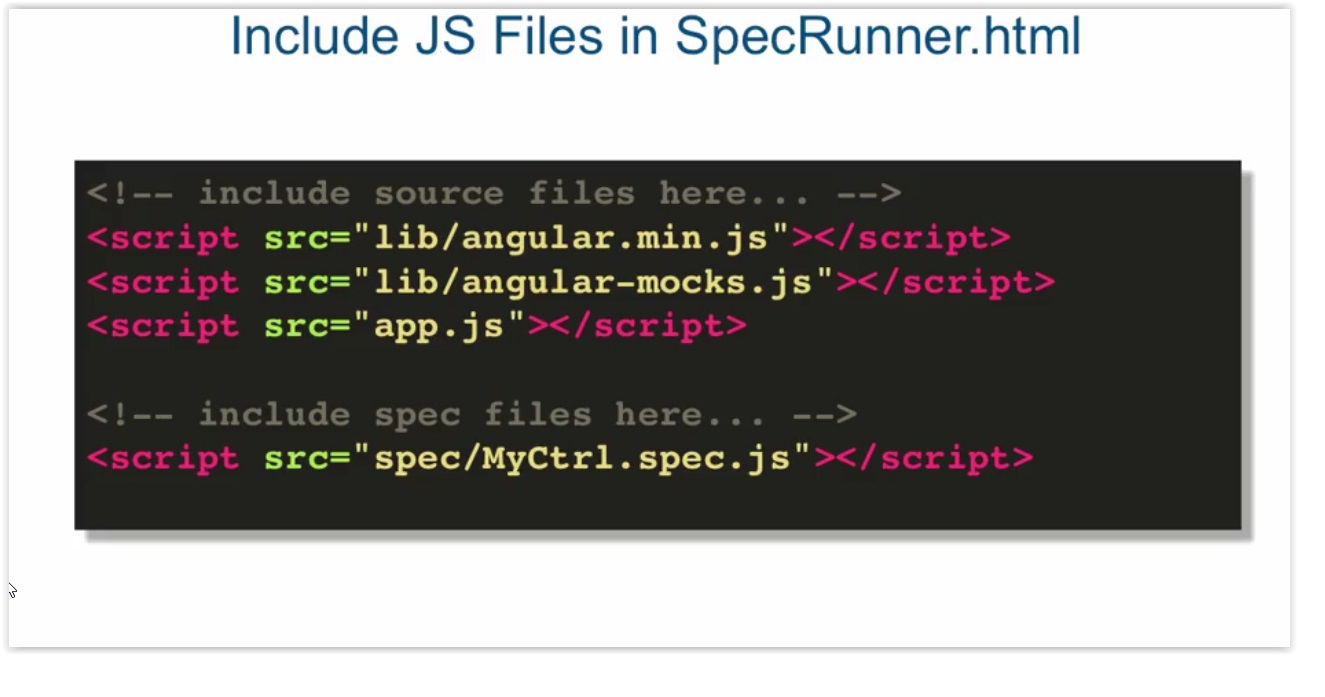 Include JS Files in SpecRunner.html
<!-- include source files here... -->
<script src="lib/angular.min.js"></script>
<script src="lib/angular-mocks.js"></script>
<script src="app.js"></script>
<!-- include spec files here... -->
<script src="spec/MyCtrl.spec.js"></script>